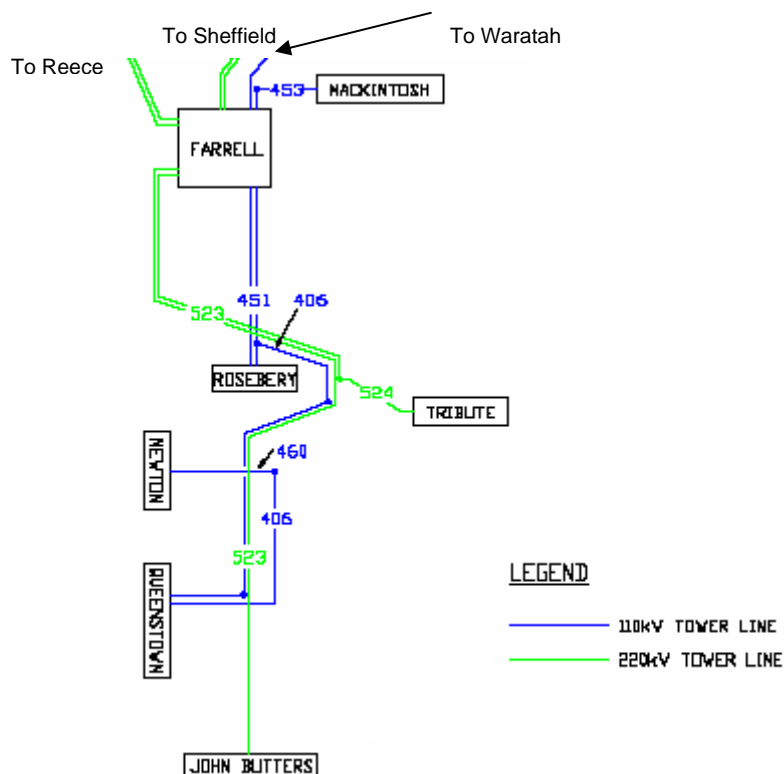 To Sheffield
To Waratah
To Reece
453
MACKINTOSH
FARRELL
451
406
523
ROSEBERY
524
TRIBUTE
NEWTON
460
406
523
QUEENSTOWN
LEGEND
110kV TOWER LINE
220kV TOWER LINE
JOHN BUTTERS